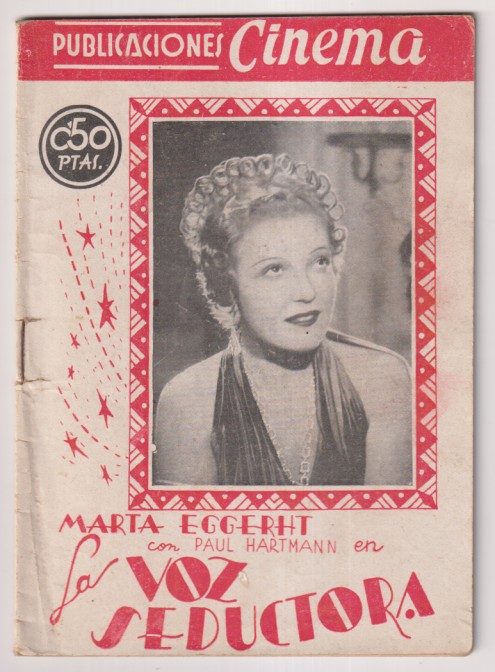 PUBLICACIONES Cinema
0'50
PTAS.
MARTA EGGERHT
con PAUL HARTMANN en
La VOZ
SEDUCTORA